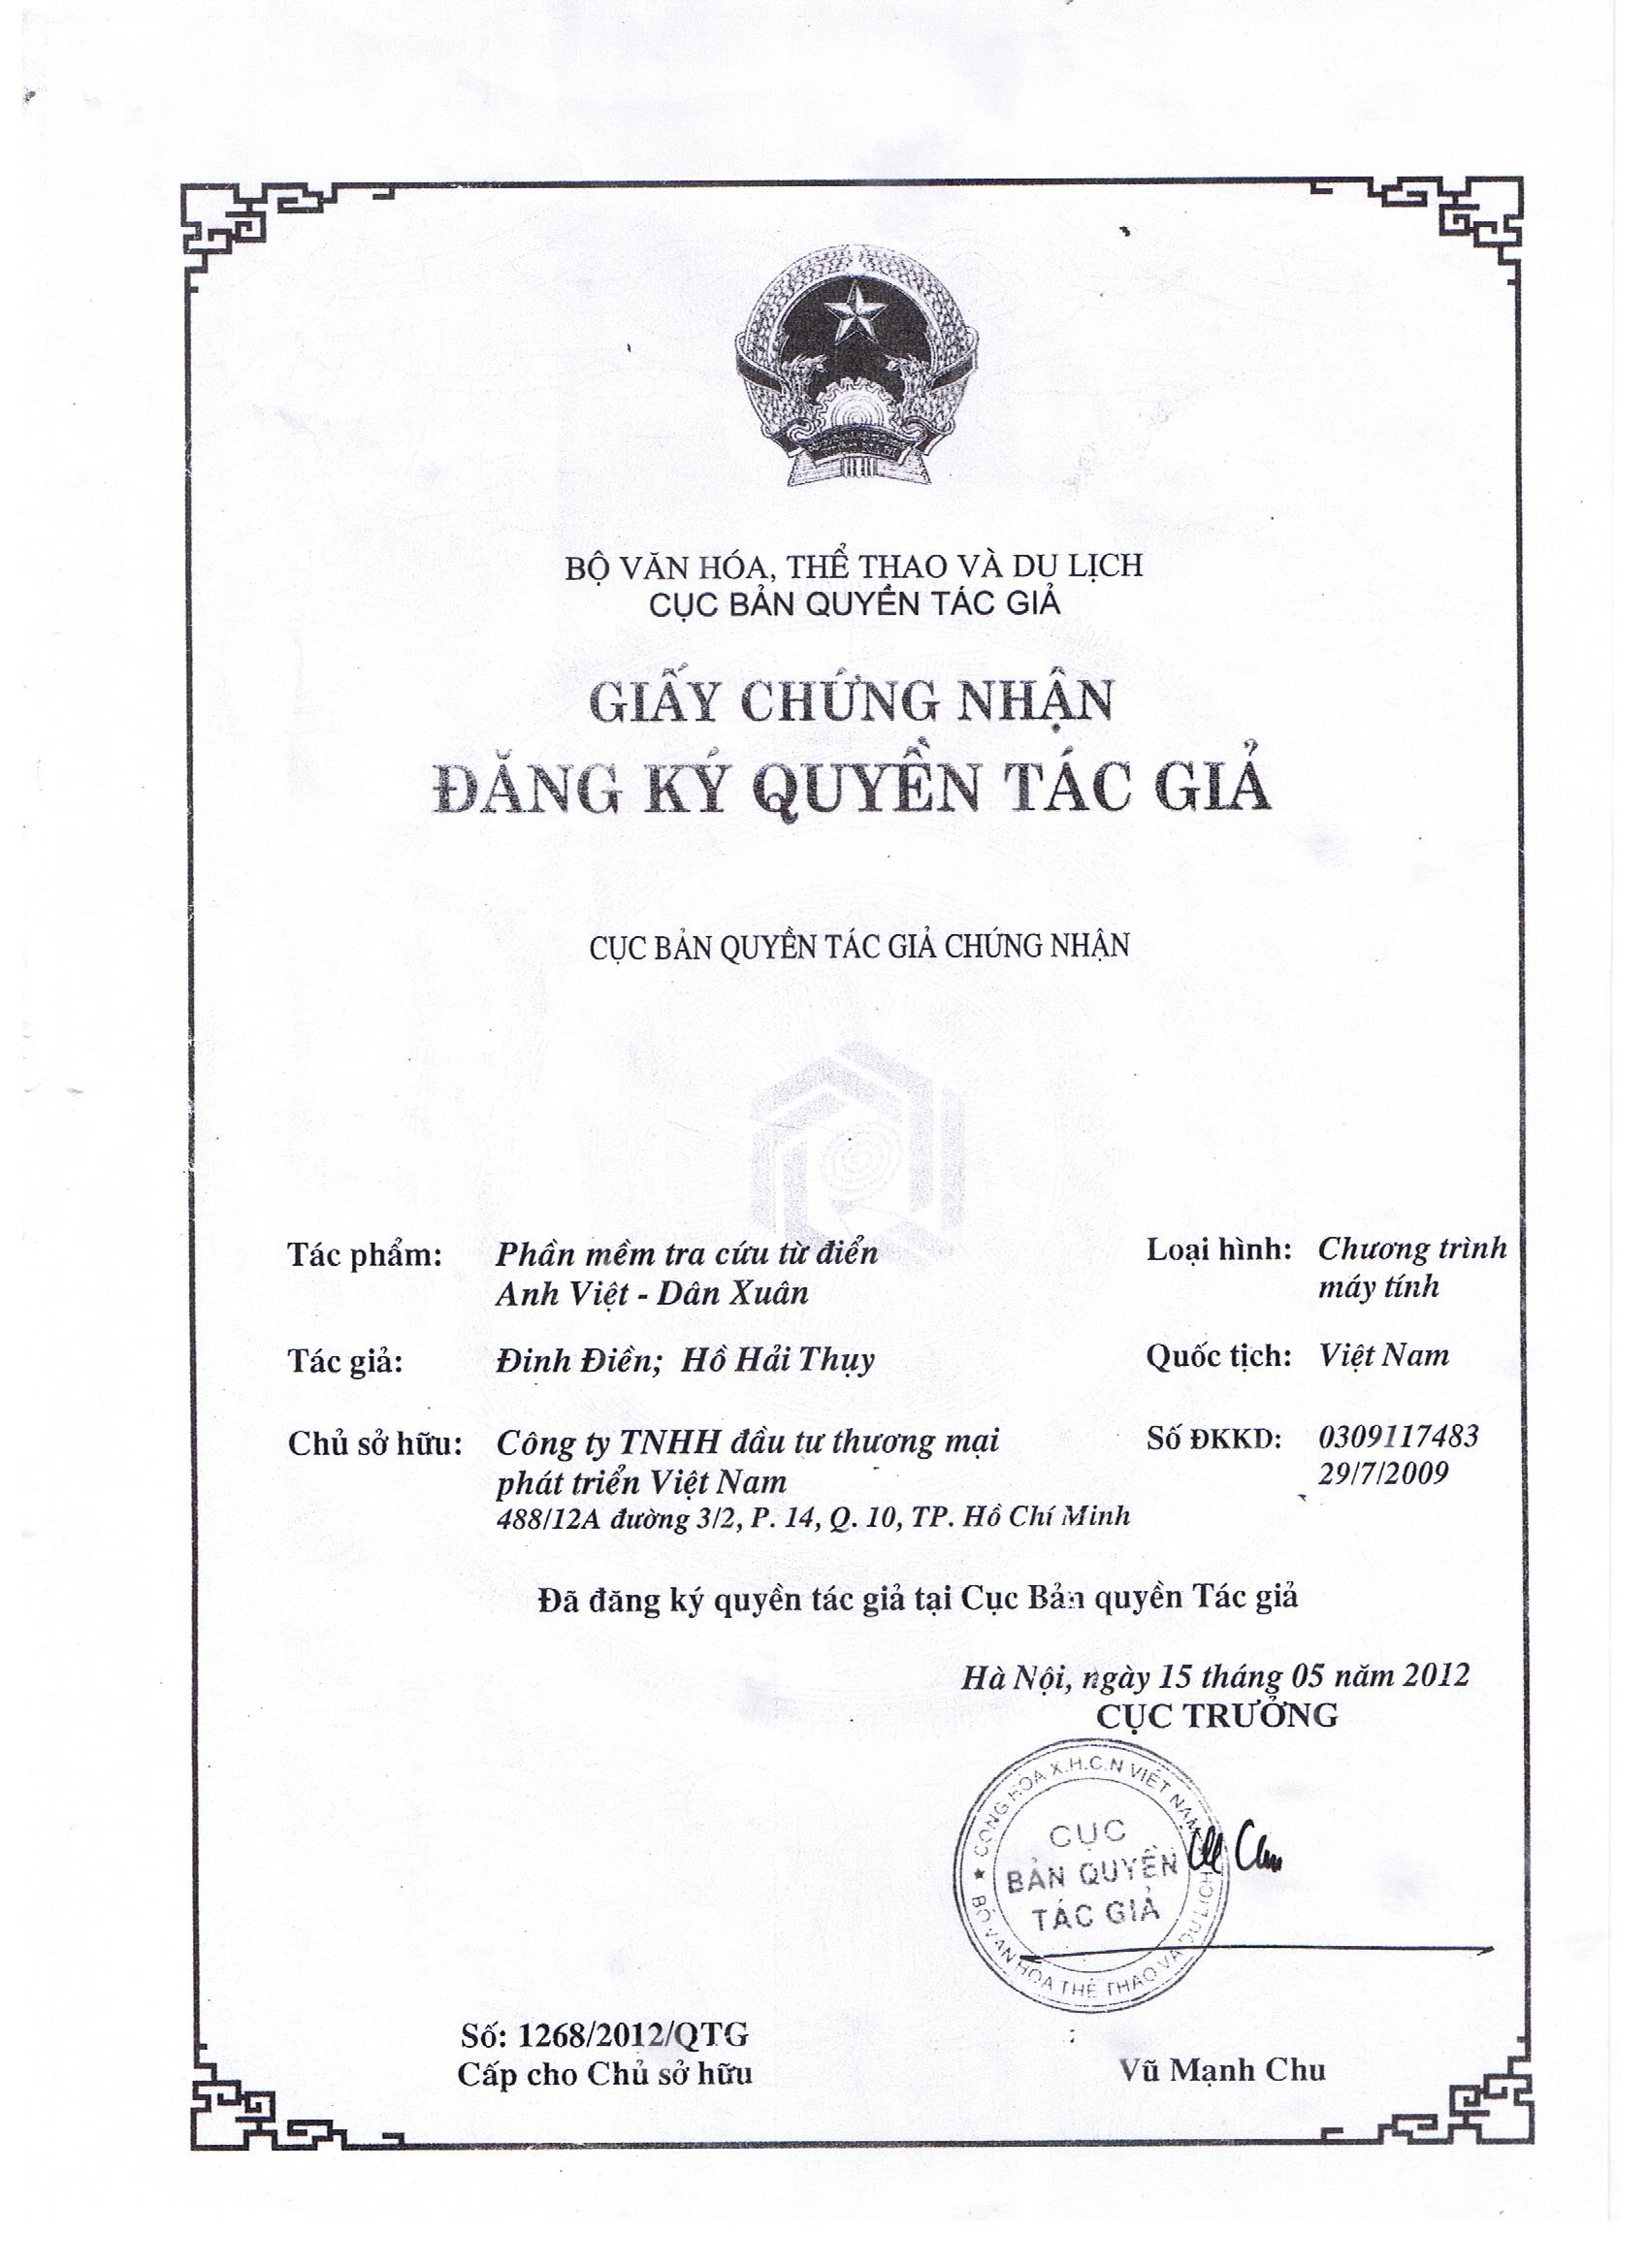 BỘ VĂN HÓA, THỂ THAO VÀ DU LỊCH
CỤC BẢN QUYỀN TÁC GIẢ
GIẤY CHỨNG NHẬN
ĐĂNG KÝ QUYỀN TÁC GIẢ
CỤC BẢN QUYỀN TÁC GIẢ CHỨNG NHẬN
Tác phẩm: Phần mềm tra cứu từ điển Loại hình: Chương trình
Anh Việt - Dân Xuân máy tính
Tác giả: Đinh Điền; Hồ Hải Thụy Quốc tịch: Việt Nam
Chủ sở hữu: Công ty TNHH đầu tư thương mại Số ĐKKD: 0309117483
phát triển Việt Nam 29/7/2009
488/12A đường 3/2, P. 14, Q. 10, TP. Hồ Chí Minh
Đã đăng ký quyền tác giả tại Cục Bản quyền Tác giả
Hà Nội, ngày 15 tháng 05 năm 2012
CỤC TRƯỞNG
CỘNG HÒA X.H.C.N VIỆT NAM
CỤC
BẢN QUYỀN
TÁC GIẢ
BỘ VĂN HÓA THỂ THAO VÀ DU LỊCH
Số: 1268/2012/QTG
Cấp cho Chủ sở hữu
Vũ Mạnh Chu